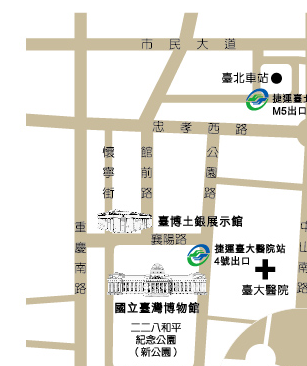 市民大道
臺北車站
捷運臺北
M5出口
忠孝西路
懷寧街
館前路
公園路
臺博土銀展示館
襄陽路
重慶南路
捷運臺大醫院站
4號出口
中山南路
臺大醫院
國立臺灣博物館
二二八和平
紀念公園
（新公園）